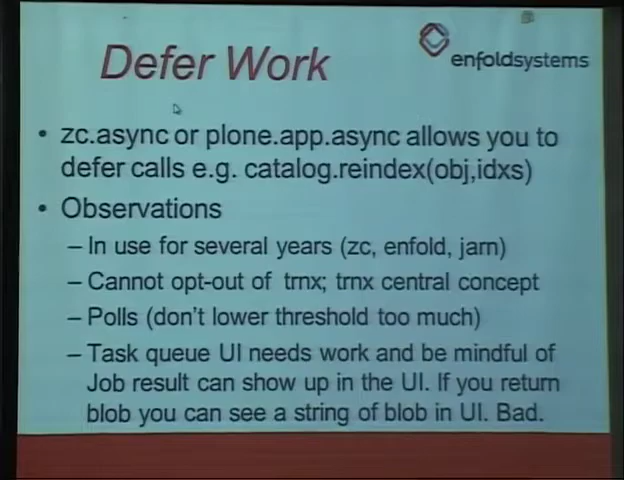 Defer Work
enfoldsystems
• zc.async or plone.app.async allows you to
defer calls e.g. catalog.reindex(obj,idxs)
• Observations
– In use for several years (zc, enfold, jarn)
– Cannot opt-out of trnx; trnx central concept
– Polls (don't lower threshold too much)
– Task queue UI needs work and be mindful of
Job result can show up in the UI. If you return
blob you can see a string of blob in UI. Bad.